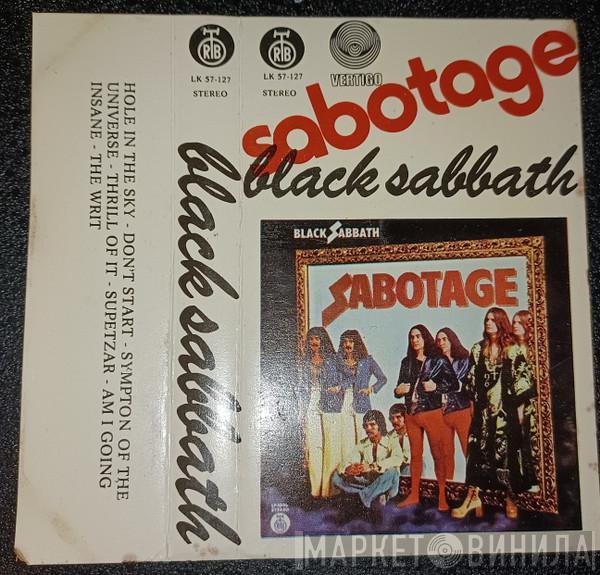 HOLE IN THE SKY - DON'T START - SYMPTON OF THE
UNIVERSE - THRILL OF IT - SUPETZAR - AM I GOING
INSANE - THE WRIT
RTB
LK 57-127
STEREO
black sabbath
RTB
LK 57-127
STEREO
VERTIGO
sabotage
black sabbath
BLACK SABBATH
SABOTAGE
STEREO
RTB
МАРКЕТ ВИНИЛА